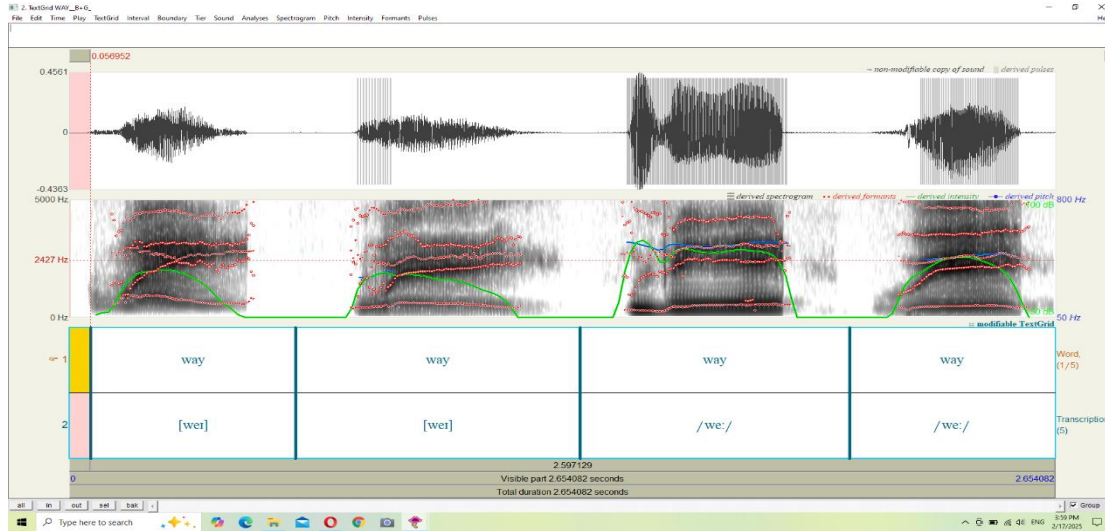 2. TextGrid WAY__B+G_
File Edit Time Play TextGrid Interval Boundary Tier Sound Analyses Spectrogram Pitch Intensity Formants Pulses
0.056952
~ non-modifiable copy of sound derived pulses
0.4561
0
-0.4363
5000 Hz
derived spectrogram derived formants derived intensity derived pitch
800 Hz
100 dB
2427 Hz
0 Hz
50 Hz
modifiable TextGrid
1 way way way way Word, (1/5)
2 [weɪ] [weɪ] /we:/ /we:/ Transcription (5)
2.597129
0 Visible part 2.654082 seconds 2.654082
Total duration 2.654082 seconds
all in out sel bak Group
Type here to search
ENG
3:59 PM
2/17/2025